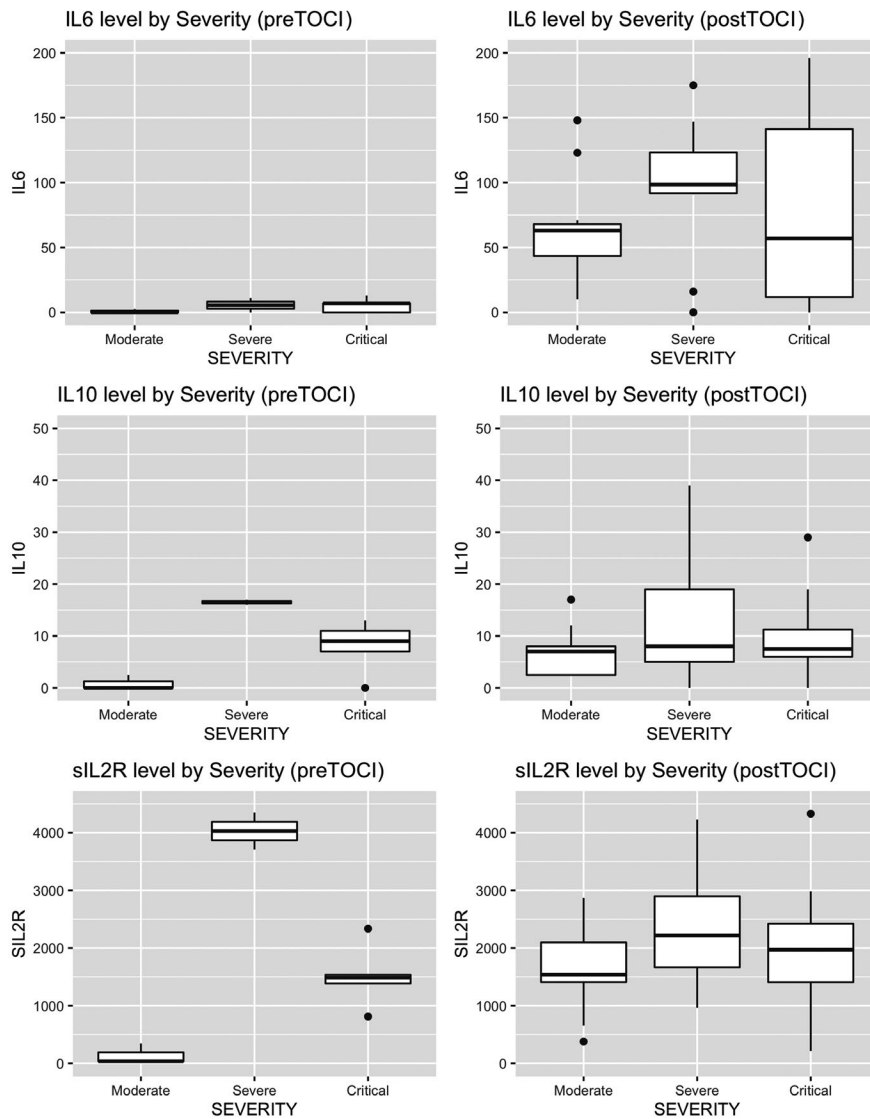 IL6 level by Severity (preTOCI)
200
150
100
50
0
IL6
Moderate Severe Critical
SEVERITY
IL6 level by Severity (postTOCI)
200
150
100
50
0
IL6
Moderate Severe Critical
SEVERITY
IL10 level by Severity (preTOCI)
50
40
30
20
10
0
IL10
Moderate Severe Critical
SEVERITY
IL10 level by Severity (postTOCI)
50
40
30
20
10
0
IL10
Moderate Severe Critical
SEVERITY
sIL2R level by Severity (preTOCI)
4000
3000
2000
1000
0
SIL2R
Moderate Severe Critical
SEVERITY
sIL2R level by Severity (postTOCI)
4000
3000
2000
1000
0
SIL2R
Moderate Severe Critical
SEVERITY